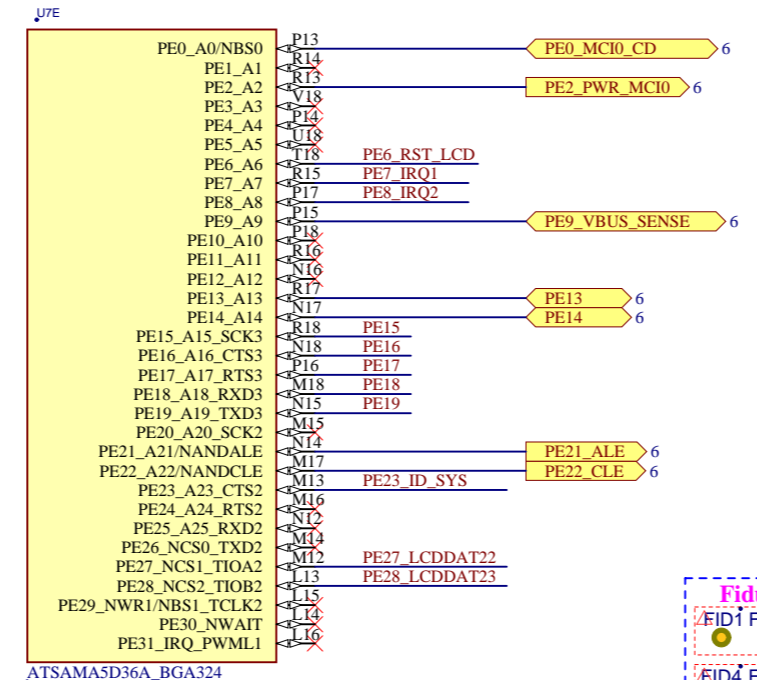 U7E
PE0_A0/NBS0 P13 PE0_MCI0_CD 6
PE1_A1 R14
PE2_A2 R13 PE2_PWR_MCI0 6
PE3_A3 V18
PE4_A4 P14
PE5_A5 U18
PE6_A6 T18 PE6_RST_LCD
PE7_A7 R15 PE7_IRQ1
PE8_A8 P17 PE8_IRQ2
PE9_A9 P15 PE9_VBUS_SENSE 6
PE10_A10 P18
PE11_A11 R16
PE12_A12 N16
PE13_A13 R17 PE13 6
PE14_A14 N17 PE14 6
PE15_A15_SCK3 R18 PE15
PE16_A16_CTS3 N18 PE16
PE17_A17_RTS3 P16 PE17
PE18_A18_RXD3 M18 PE18
PE19_A19_TXD3 N15 PE19
PE20_A20_SCK2 M15
PE21_A21/NANDALE N14 PE21_ALE 6
PE22_A22/NANDCLE M17 PE22_CLE 6
PE23_A23_CTS2 M13 PE23_ID_SYS
PE24_A24_RTS2 M16
PE25_A25_RXD2 N12
PE26_NCS0_TXD2 M14
PE27_NCS1_TIOA2 M12 PE27_LCDDAT22
PE28_NCS2_TIOB2 L13 PE28_LCDDAT23
PE29_NWR1/NBS1_TCLK2 L15
PE30_NWAIT L14
PE31_IRQ_PWML1 L16
ATSAMA5D36A_BGA324
Fid
FID1 F
FID4 F